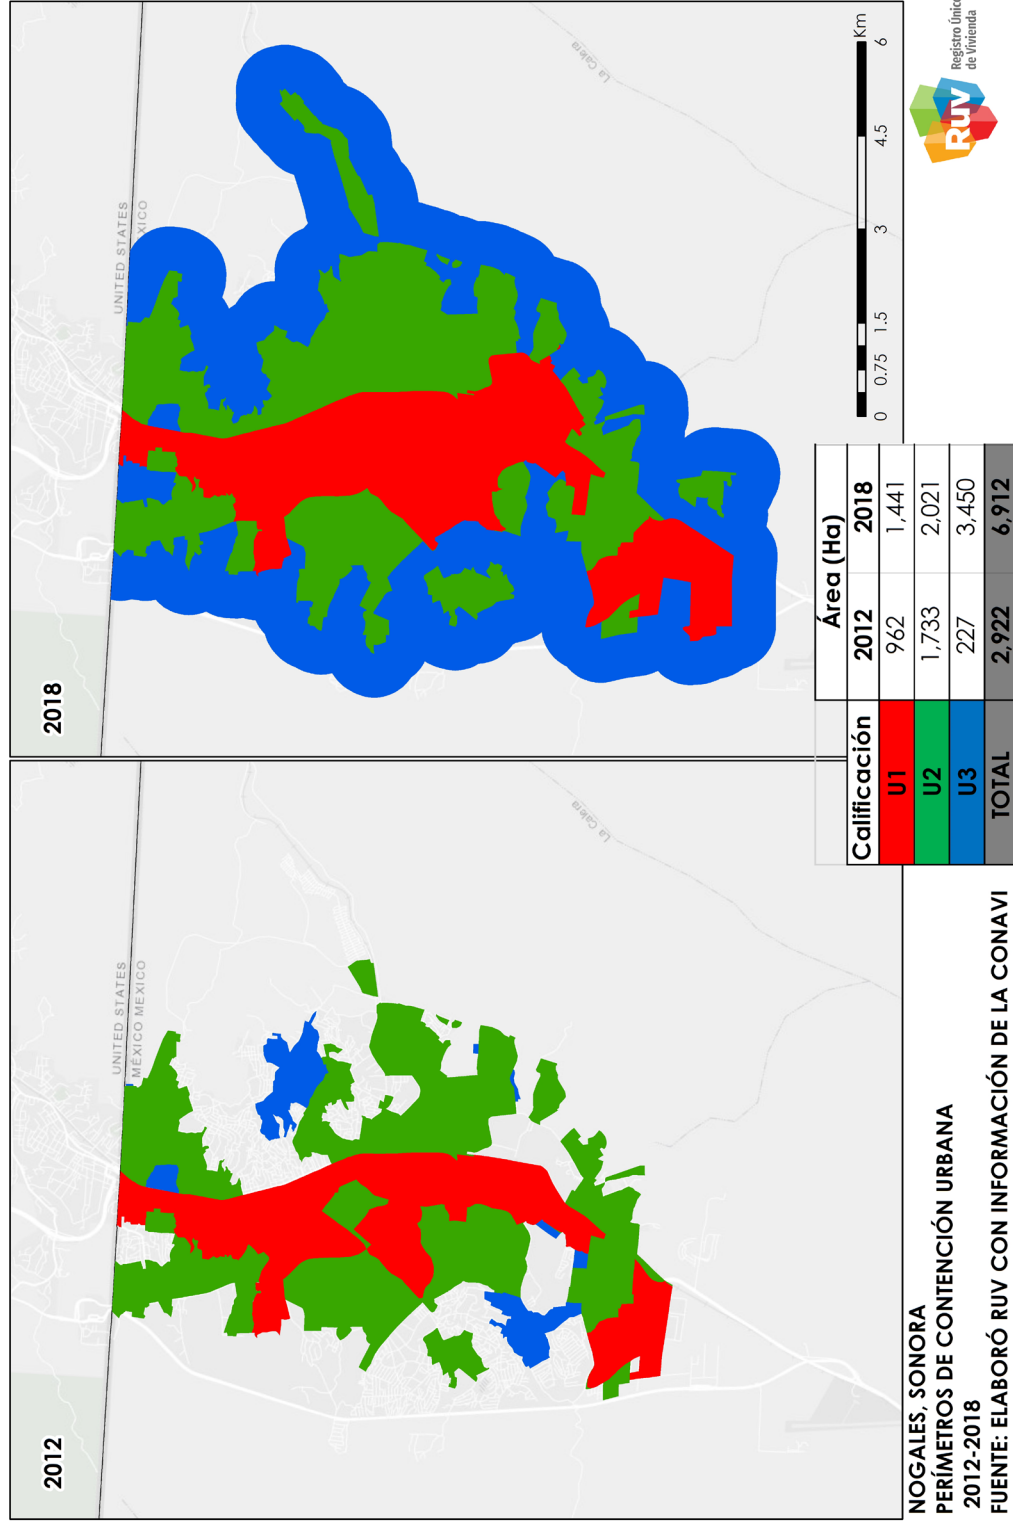 2012
UNITED STATES
MÉXICO MEXICO
La Calera
2018
UNITED STATES
XICO
La Calera
Km
0 0.75 1.5 3 4.5 6
NOGALES, SONORA
PERÍMETROS DE CONTENCIÓN URBANA
2012-2018
FUENTE: ELABORÓ RUV CON INFORMACIÓN DE LA CONAVI
Área (Ha)
Calificación 2012 2018
U1 962 1,441
U2 1,733 2,021
U3 227 3,450
TOTAL 2,922 6,912
Ruv
Registro Único
de Vivienda